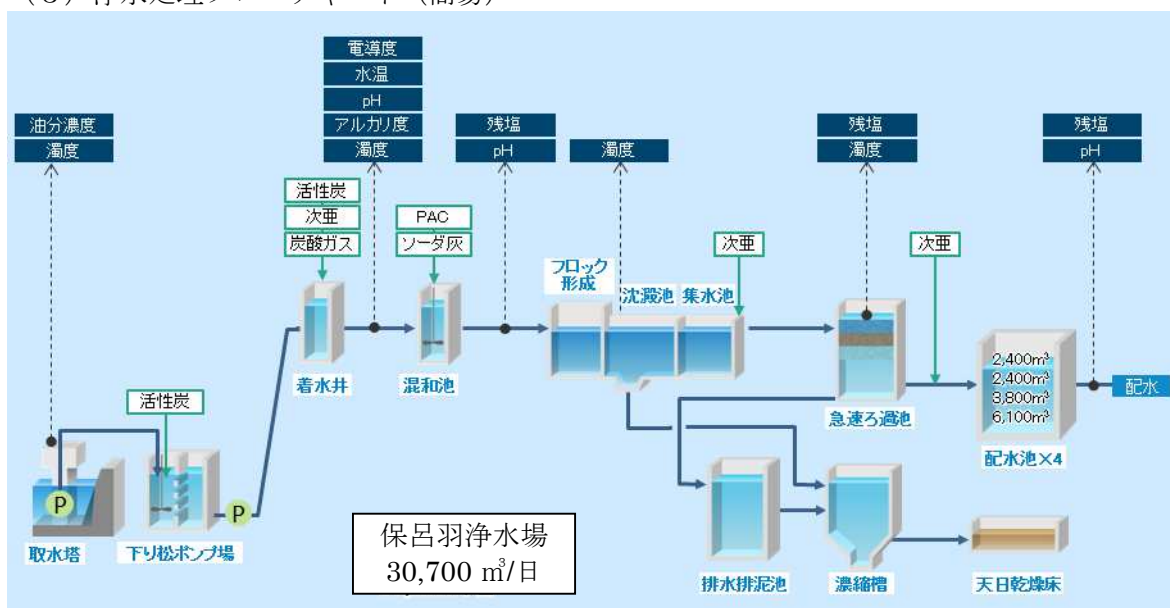 電導度
水温
pH
アルカリ度
濁度
油分濃度
濁度
残塩
pH
濁度
残塩
濁度
残塩
pH
活性炭
次亜
炭酸ガス
PAC
ソーダ灰
次亜
次亜
フロック
形成
沈澱池
集水池
着水井
混和池
活性炭
急速ろ過池
2,400m³
2,400m³
3,800m³
6,100m³
配水
配水池×4
P
P
取水塔
下り松ポンプ場
保呂羽浄水場
30,700 ㎥/日
排水排泥池
濃縮槽
天日乾燥床